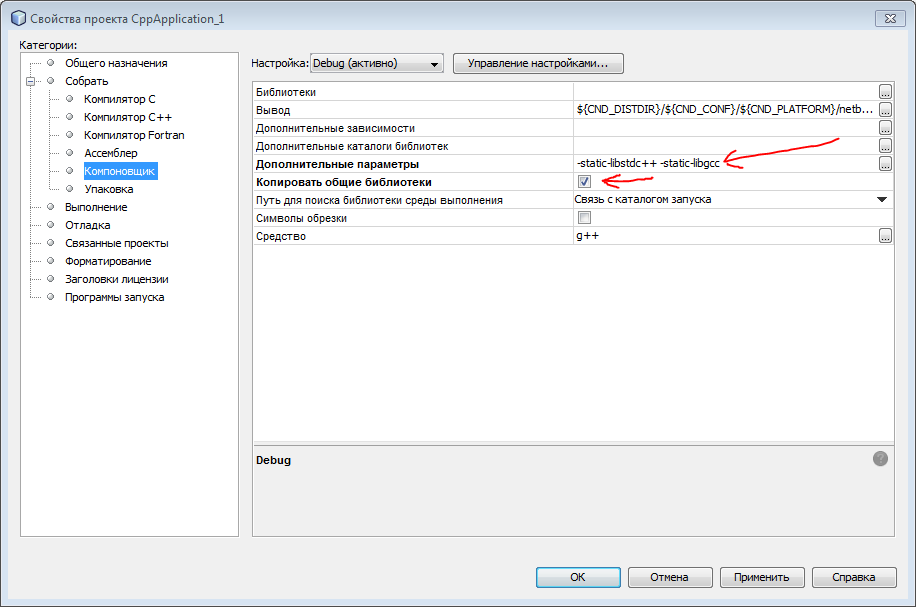 Свойства проекта CppApplication_1
Категории:
Общего назначения
Собрать
Компилятор C
Компилятор C++
Компилятор Fortran
Ассемблер
Компоновщик
Упаковка
Выполнение
Отладка
Связанные проекты
Форматирование
Заголовки лицензии
Программы запуска
Настройка: Debug (активно) Управление настройками...
Библиотеки ...
Вывод ${CND_DISTDIR}/${CND_CONF}/${CND_PLATFORM}/netb... ...
Дополнительные зависимости ...
Дополнительные каталоги библиотек ...
Дополнительные параметры -static-libstdc++ -static-libgcc ...
Копировать общие библиотеки
Путь для поиска библиотеки среды выполнения Связь с каталогом запуска
Символы обрезки
Средство g++ ...
Debug
?
OK Отмена Применить Справка